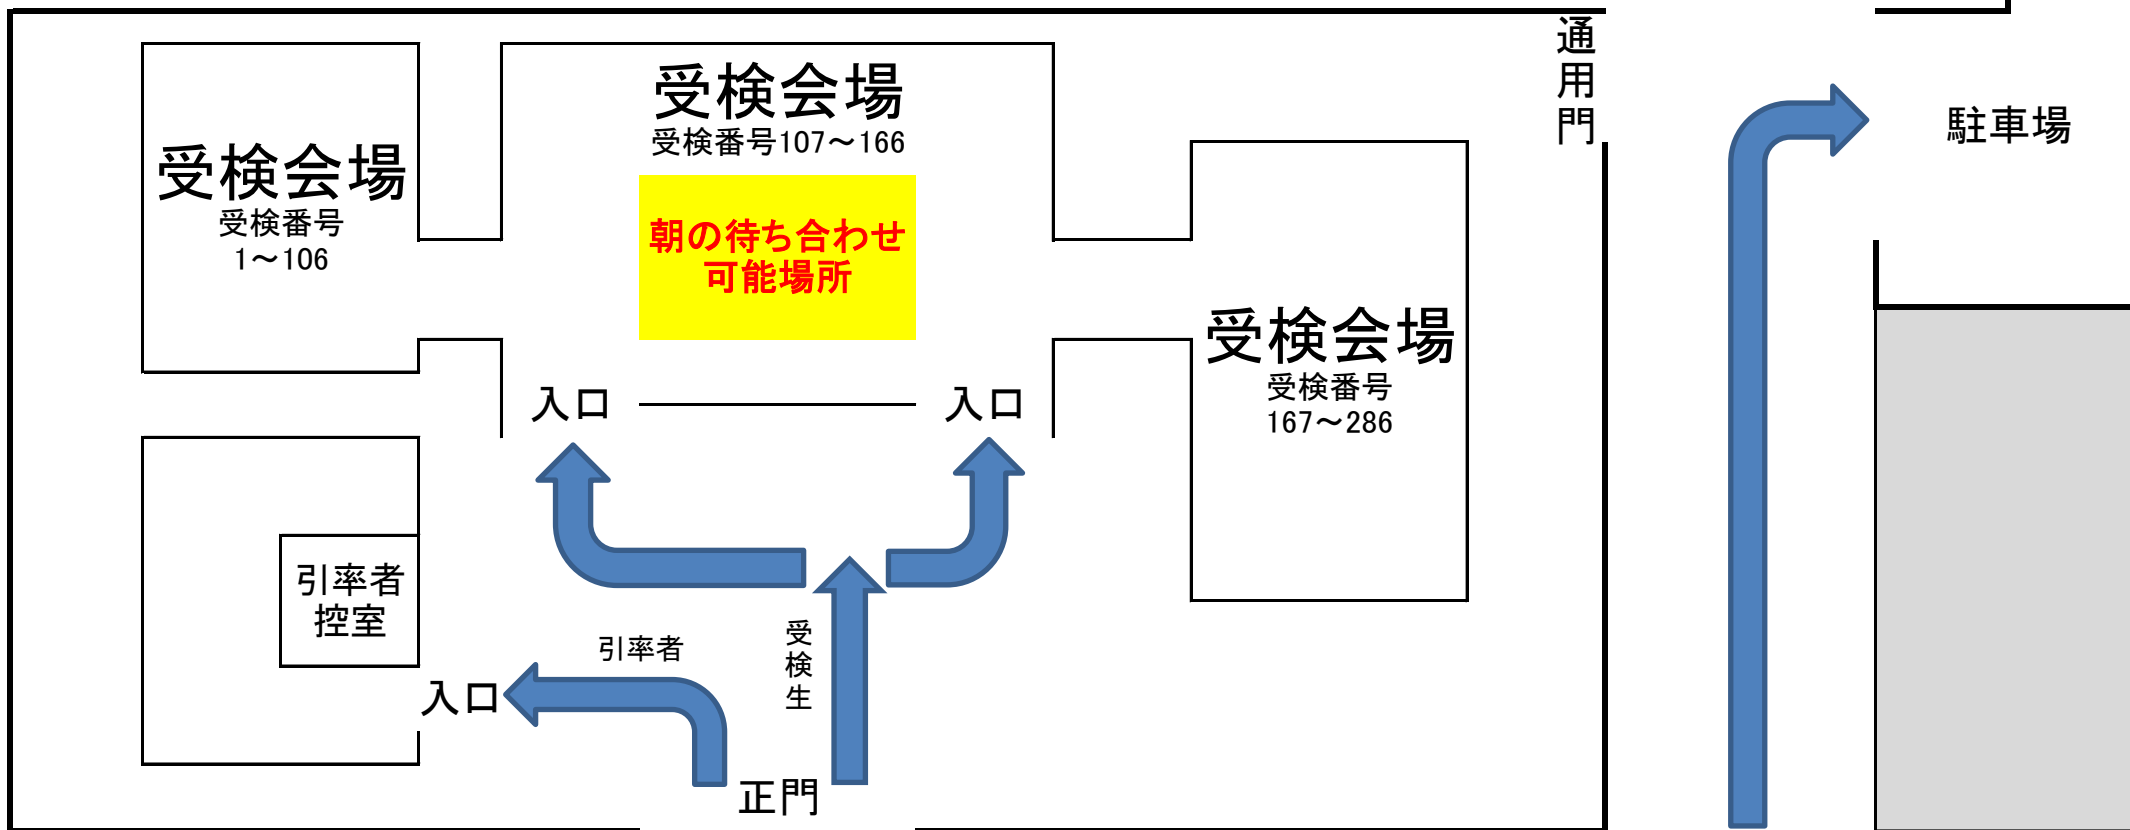 通用門
受検会場
受検番号107～166
駐車場
受検会場
受検番号
1～106
朝の待ち合わせ
可能場所
受検会場
受検番号
167～286
入口
入口
引率者
控室
引率者
受検生
入口
正門